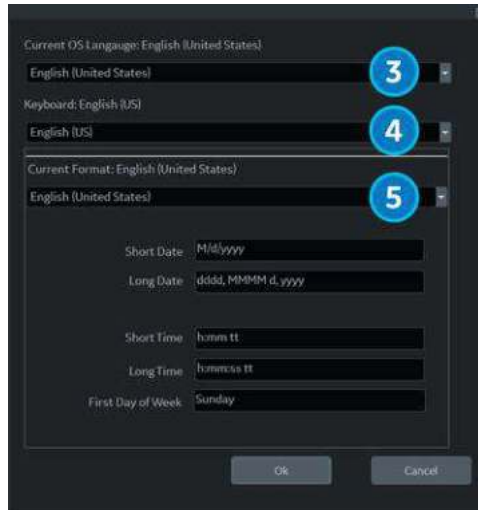 Current OS Langauge: English (United States)
English (United States)
3
Keyboard: English (US)
English (US)
4
Current Format: English (United States)
English (United States)
5
Short Date M/d/yyyy
Long Date dddd, MMMM d, yyyy
Short Time h:mm tt
Long Time h:mm:ss tt
First Day of Week Sunday
Ok Cancel